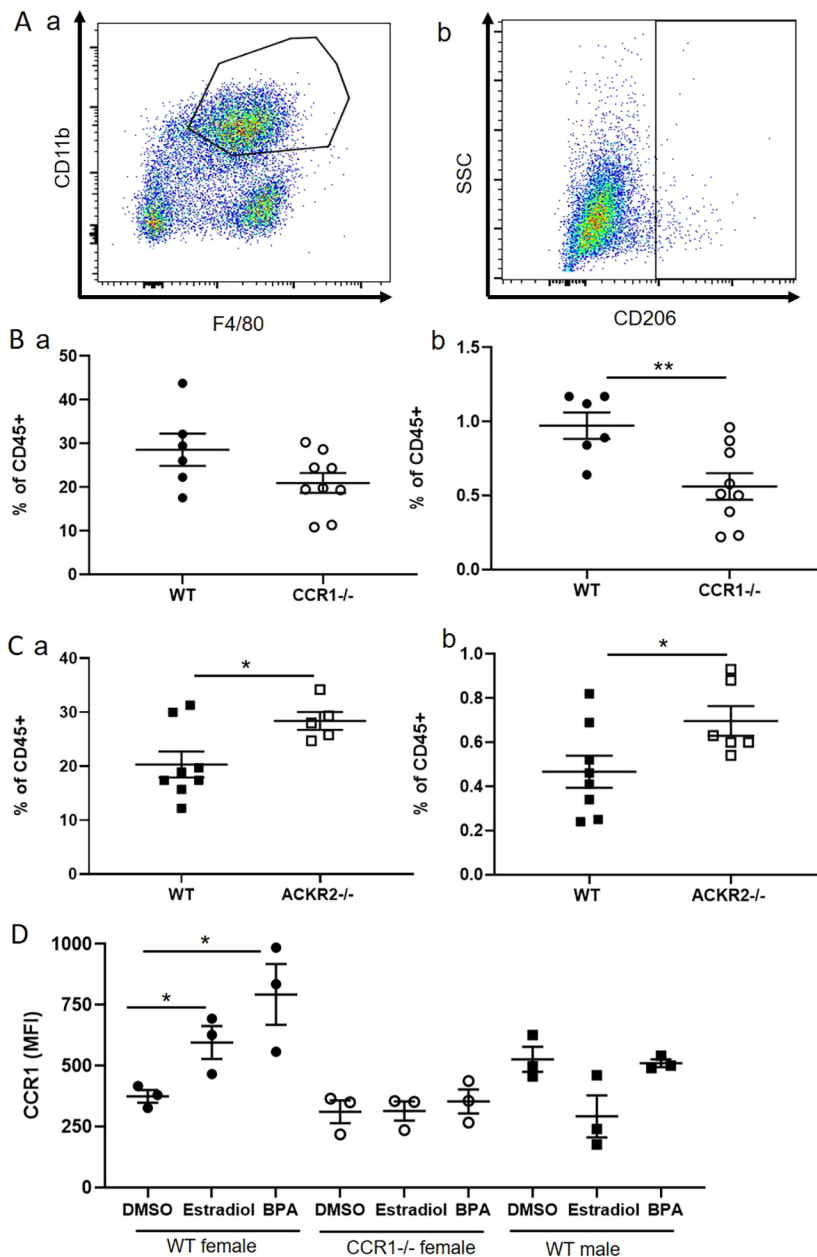 A a
b
CD11b
F4/80
SSC
CD206
B a
% of CD45+
50
40
30
20
10
0
WT
CCR1-/-
b
% of CD45+
1.5
1.0
0.5
0.0
**
WT
CCR1-/-
C a
% of CD45+
40
30
20
10
0
*
WT
ACKR2-/-
b
% of CD45+
1.0
0.8
0.6
0.4
0.2
0.0
*
WT
ACKR2-/-
D
CCR1 (MFI)
1000
750
500
250
0
*
*
DMSO Estradiol BPA DMSO Estradiol BPA DMSO Estradiol BPA
WT female CCR1-/- female WT male